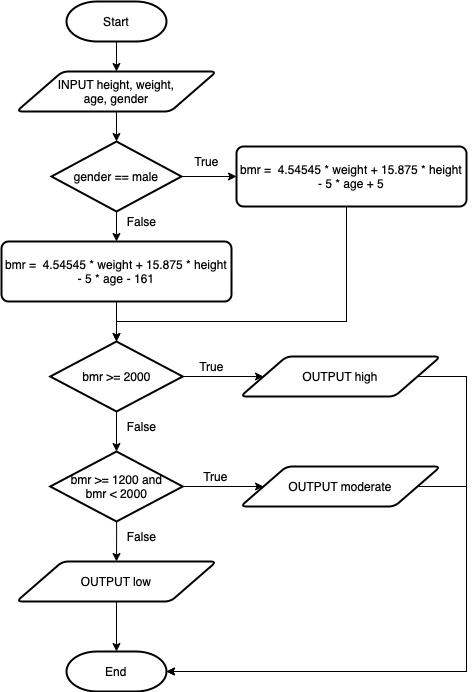 Start
INPUT height, weight,
age, gender
gender == male
True
bmr = 4.54545 * weight + 15.875 * height
- 5 * age + 5
False
bmr = 4.54545 * weight + 15.875 * height
- 5 * age - 161
bmr >= 2000
True
OUTPUT high
False
bmr >= 1200 and
bmr < 2000
True
OUTPUT moderate
False
OUTPUT low
End